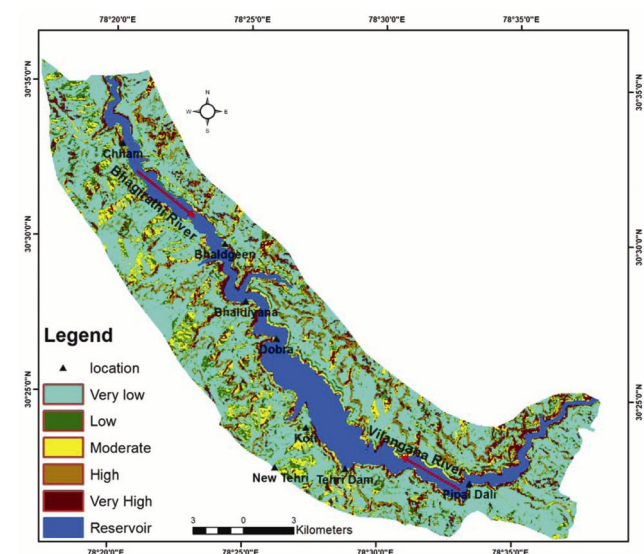 78°20'0"E 78°25'0"E 78°30'0"E 78°35'0"E
30°35'0"N 30°35'0"N
N
W E
S
Chham
Bhagirathi River
30°30'0"N 30°30'0"N
Bhaldgeen
Bhaldiyana
Dobra
Legend
location
Very low
Low
Moderate
High
Very High
Reservoir
30°25'0"N 30°25'0"N
Koti
Vilangana River
New Tehri
Tehri Dam
Pipal Dali
3 0 3
Kilometers
78°20'0"E 78°25'0"E 78°30'0"E 78°35'0"E